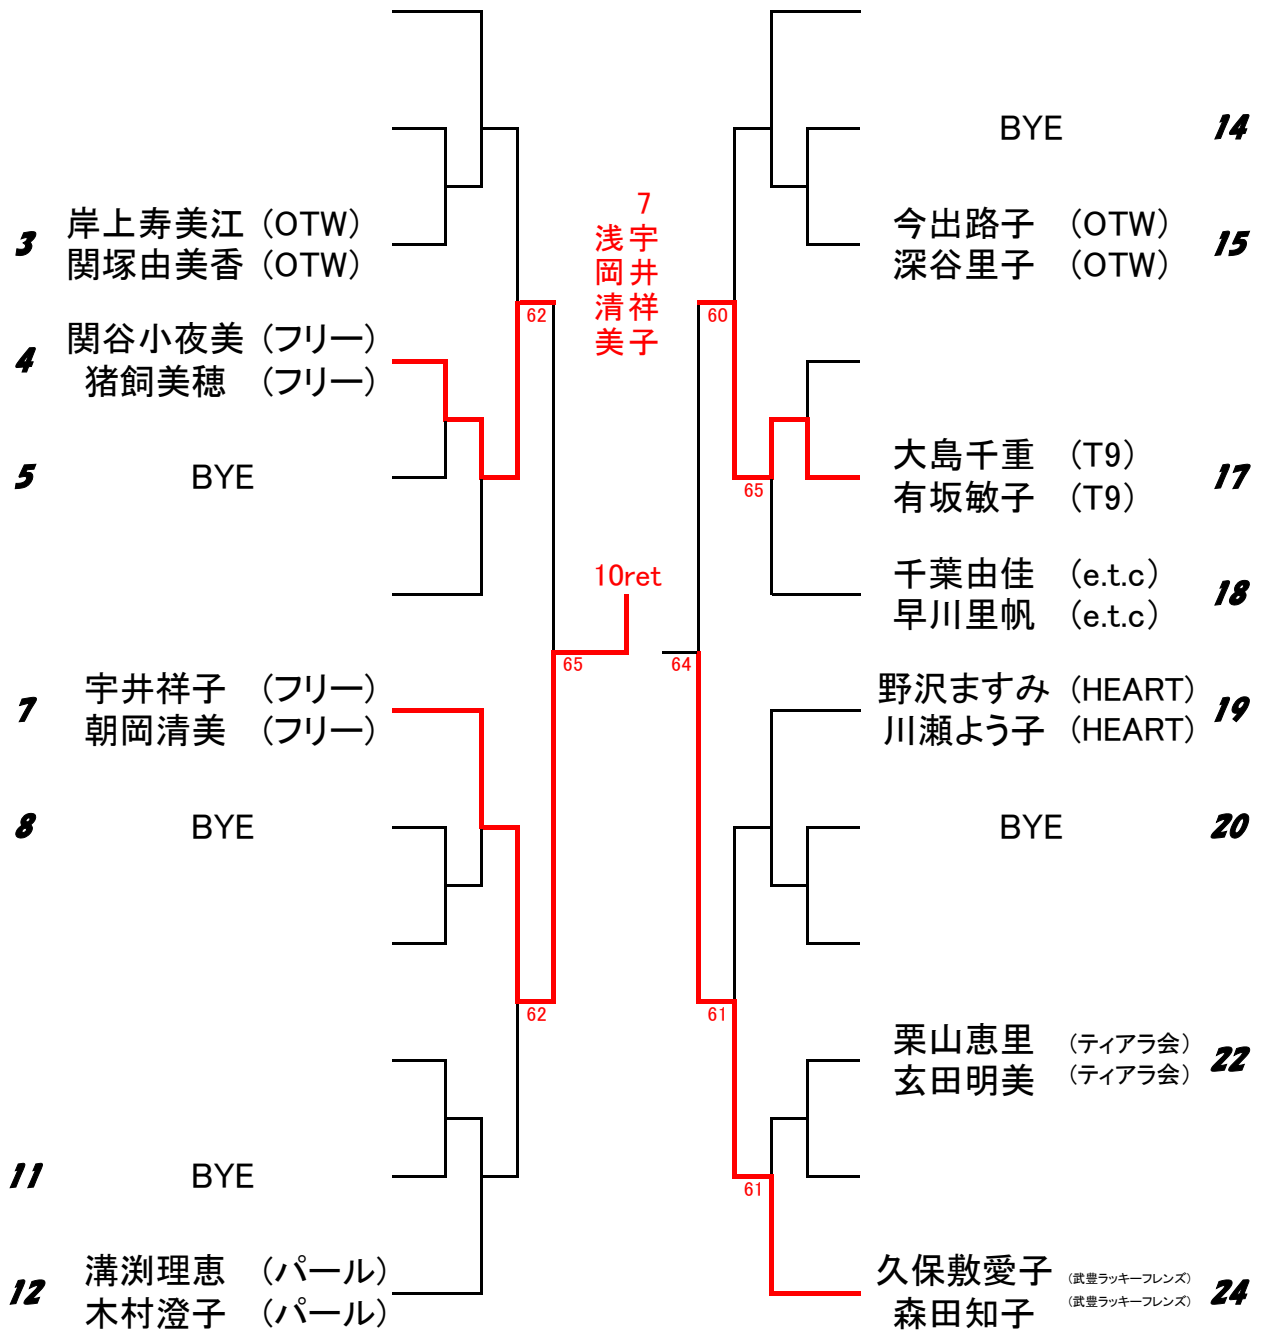 3 岸上寿美江 (OTW)
関塚由美香 (OTW)
4 関谷小夜美 (フリー)
猪飼美穂 (フリー)
5 BYE
7 宇井祥子 (フリー)
朝岡清美 (フリー)
8 BYE
11 BYE
12 溝渕理恵 (パール)
木村澄子 (パール)
62
65
62
7
宇井祥子
浅岡清美
10ret
60
65
64
61
61
BYE 14
今出路子 (OTW) 15
深谷里子 (OTW)
大島千重 (T9) 17
有坂敏子 (T9)
千葉由佳 (e.t.c) 18
早川里帆 (e.t.c)
野沢ますみ (HEART) 19
川瀬よう子 (HEART)
BYE 20
栗山恵里 (ティアラ会) 22
玄田明美 (ティアラ会)
久保敷愛子 (武豊ラッキーフレンズ) 24
森田知子 (武豊ラッキーフレンズ)